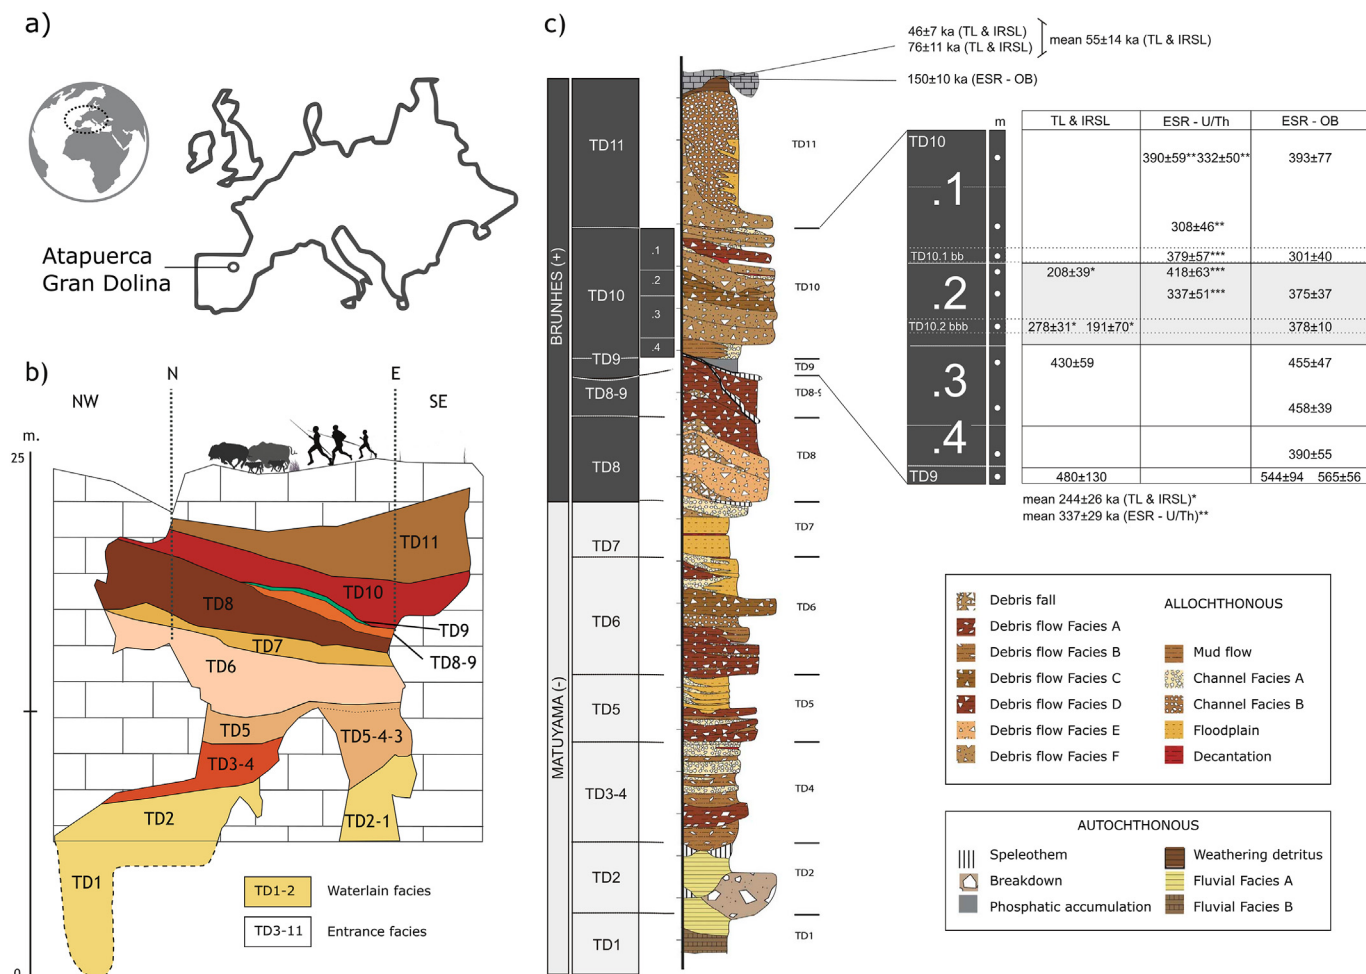 a)
Atapuerca
Gran Dolina
b)
N
E
NW
SE
m.
25
0
TD11
TD10
TD8
TD9
TD7
TD8-9
TD6
TD5
TD5-4-3
TD3-4
TD2
TD2-1
TD1
TD1-2
Waterlain facies
TD3-11
Entrance facies
c)
46±7 ka (TL & IRSL)
76±11 ka (TL & IRSL)
mean 55±14 ka (TL & IRSL)
150±10 ka (ESR - OB)
BRUNHES (+)
MATUYAMA (-)
TD11
TD10
.1
.2
.3
.4
TD9
TD8-9
TD8
TD7
TD6
TD5
TD3-4
TD2
TD1
TD11
TD10
TD9
TD8-9
TD8
TD7
TD6
TD5
TD4
TD2
TD1
m
TL & IRSL
ESR - U/Th
ESR - OB
TD10
.1
390±59**332±50**
393±77
308±46**
TD10.1 bb
379±57***
301±40
.2
208±39*
418±63***
337±51***
375±37
TD10.2 bbb
278±31* 191±70*
378±10
.3
430±59
455±47
458±39
.4
390±55
TD9
480±130
544±94 565±56
mean 244±26 ka (TL & IRSL)*
mean 337±29 ka (ESR - U/Th)**
Debris fall
Debris flow Facies A
Debris flow Facies B
Debris flow Facies C
Debris flow Facies D
Debris flow Facies E
Debris flow Facies F
ALLOCHTHONOUS
Mud flow
Channel Facies A
Channel Facies B
Floodplain
Decantation
AUTOCHTHONOUS
Speleothem
Breakdown
Phosphatic accumulation
Weathering detritus
Fluvial Facies A
Fluvial Facies B